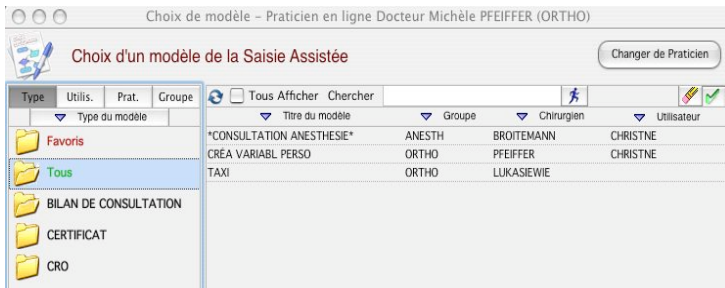 Choix de modèle – Praticien en ligne Docteur Michèle PFEIFFER (ORTHO)
Choix d'un modèle de la Saisie Assistée
Changer de Praticien
Type Utilis. Prat. Groupe
Tous Afficher Chercher
Type du modèle
Titre du modèle Groupe Chirurgien Utilisateur
Favoris
Tous
BILAN DE CONSULTATION
CERTIFICAT
CRO
*CONSULTATION ANESTHESIE* ANESTH BROITEMANN CHRISTNE
CRÉA VARIABL PERSO ORTHO PFEIFFER CHRISTNE
TAXI ORTHO LUKASIEWIE